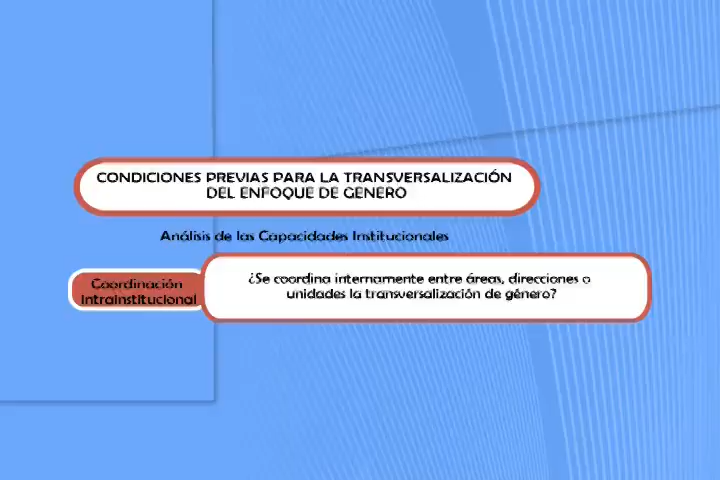 CONDICIONES PREVIAS PARA LA TRANSVERSALIZACIÓN
DEL ENFOQUE DE GENERO
Análisis de las Capacidades Institucionales
Coordinación
Intrainstitucional
¿Se coordina internamente entre áreas, direcciones o
unidades la transversalización de género?